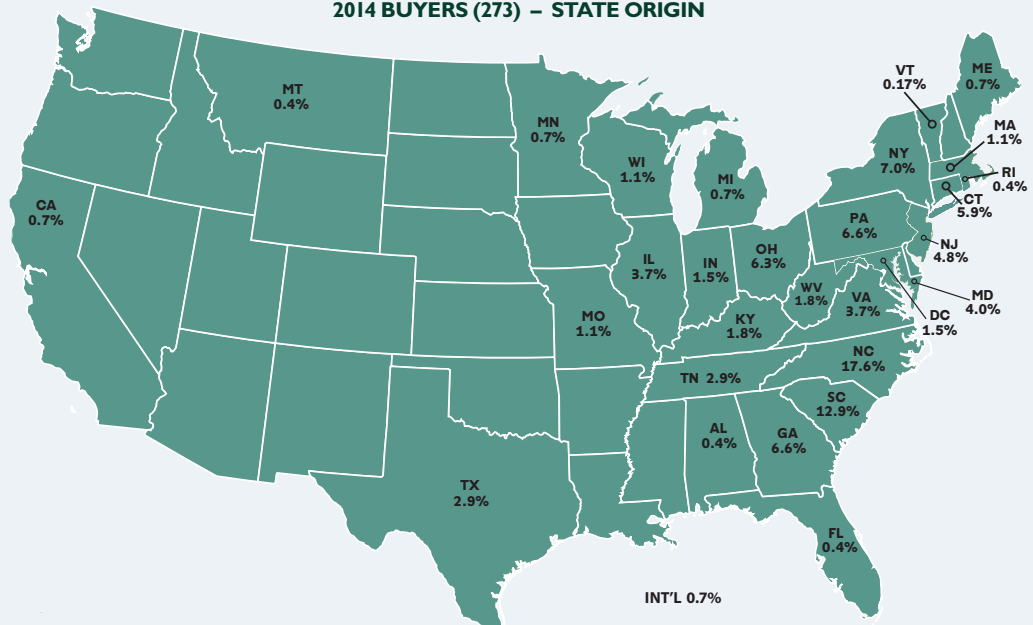 2014 BUYERS (273) – STATE ORIGIN
VT
0.17%
ME
0.7%
MT
0.4%
MN
0.7%
MA
1.1%
NY
7.0%
WI
1.1%
MI
0.7%
RI
0.4%
CT
5.9%
CA
0.7%
PA
6.6%
NJ
4.8%
OH
6.3%
IL
3.7%
IN
1.5%
WV
1.8%
VA
3.7%
MD
4.0%
DC
1.5%
MO
1.1%
KY
1.8%
NC
17.6%
TN 2.9%
SC
12.9%
AL
0.4%
GA
6.6%
TX
2.9%
FL
0.4%
INT'L 0.7%